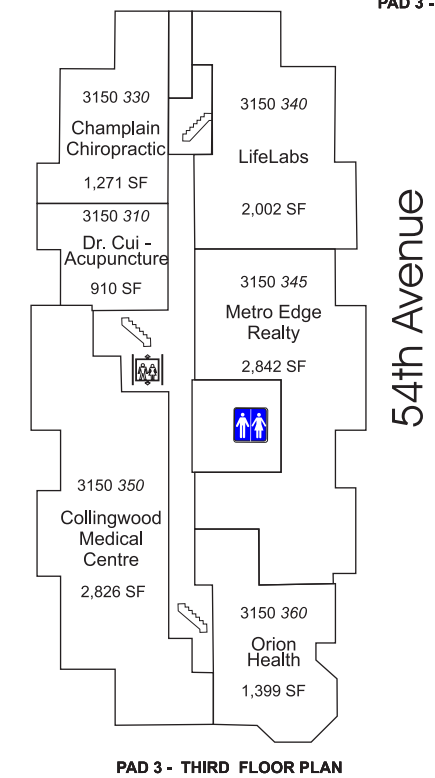 PAD 3 -
3150 330
Champlain
Chiropractic
1,271 SF
3150 340
LifeLabs
2,002 SF
3150 310
Dr. Cui -
Acupuncture
910 SF
3150 345
Metro Edge
Realty
2,842 SF
54th Avenue
3150 350
Collingwood
Medical
Centre
2,826 SF
3150 360
Orion
Health
1,399 SF
PAD 3 - THIRD FLOOR PLAN